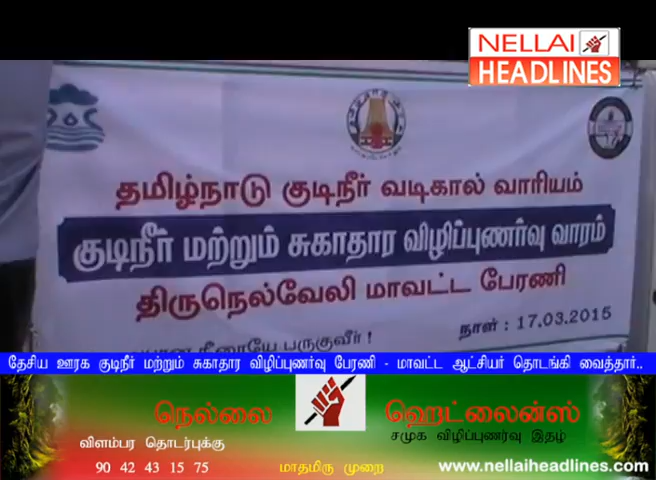 NELLAI
HEADLINES
தமிழ்நாடு குடிநீர் வடிகால் வாரியம்
குடிநீர் மற்றும் சுகாதார விழிப்புணர்வு வாரம்
திருநெல்வேலி மாவட்ட பேரணி
நீரையே பருகுவீர் !
நாள் : 17.03.2015
தேசிய ஊரக குடிநீர் மற்றும் சுகாதார விழிப்புணர்வு பேரணி - மாவட்ட ஆட்சியர் தொடங்கி வைத்தார்..
நெல்லை ஹெட்லைன்ஸ்
விளம்பர தொடர்புக்கு சமுக விழிப்புணர்வு இதழ்
90 42 43 15 75 மாதமிரு முறை www.nellaiheadlines.com